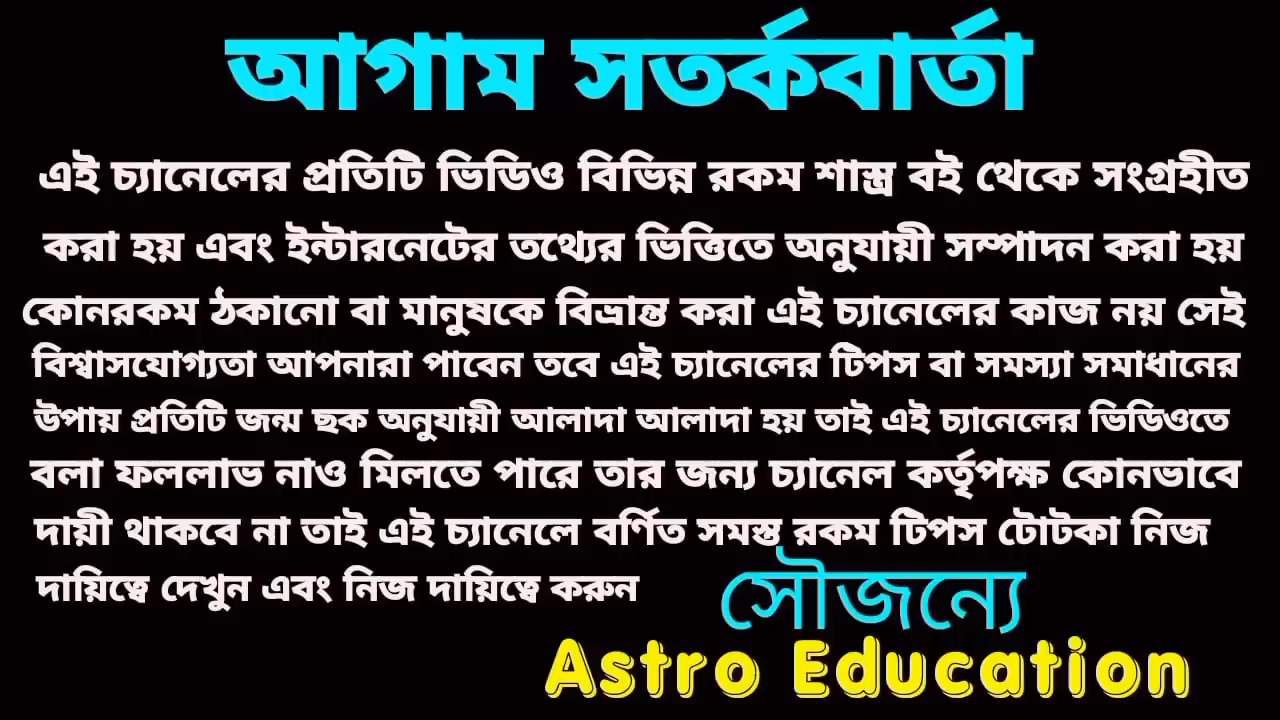 আগাম সতর্কবার্তা
এই চ্যানেলের প্রতিটি ভিডিও বিভিন্ন রকম শাস্ত্র বই থেকে সংগ্রহীত
করা হয় এবং ইন্টারনেটের তথ্যের ভিত্তিতে অনুযায়ী সম্পাদন করা হয়
কোনরকম ঠকানো বা মানুষকে বিভ্রান্ত করা এই চ্যানেলের কাজ নয় সেই
বিশ্বাসযোগ্যতা আপনারা পাবেন তবে এই চ্যানেলের টিপস বা সমস্যা সমাধানের
উপায় প্রতিটি জন্ম ছক অনুযায়ী আলাদা আলাদা হয় তাই এই চ্যানেলের ভিডিওতে
বলা ফললাভ নাও মিলতে পারে তার জন্য চ্যানেল কর্তৃপক্ষ কোনভাবে
দায়ী থাকবে না তাই এই চ্যানেলে বর্ণিত সমস্ত রকম টিপস টোটকা নিজ
দায়িত্বে দেখুন এবং নিজ দায়িত্বে করুন
সৌজন্যে
Astro Education